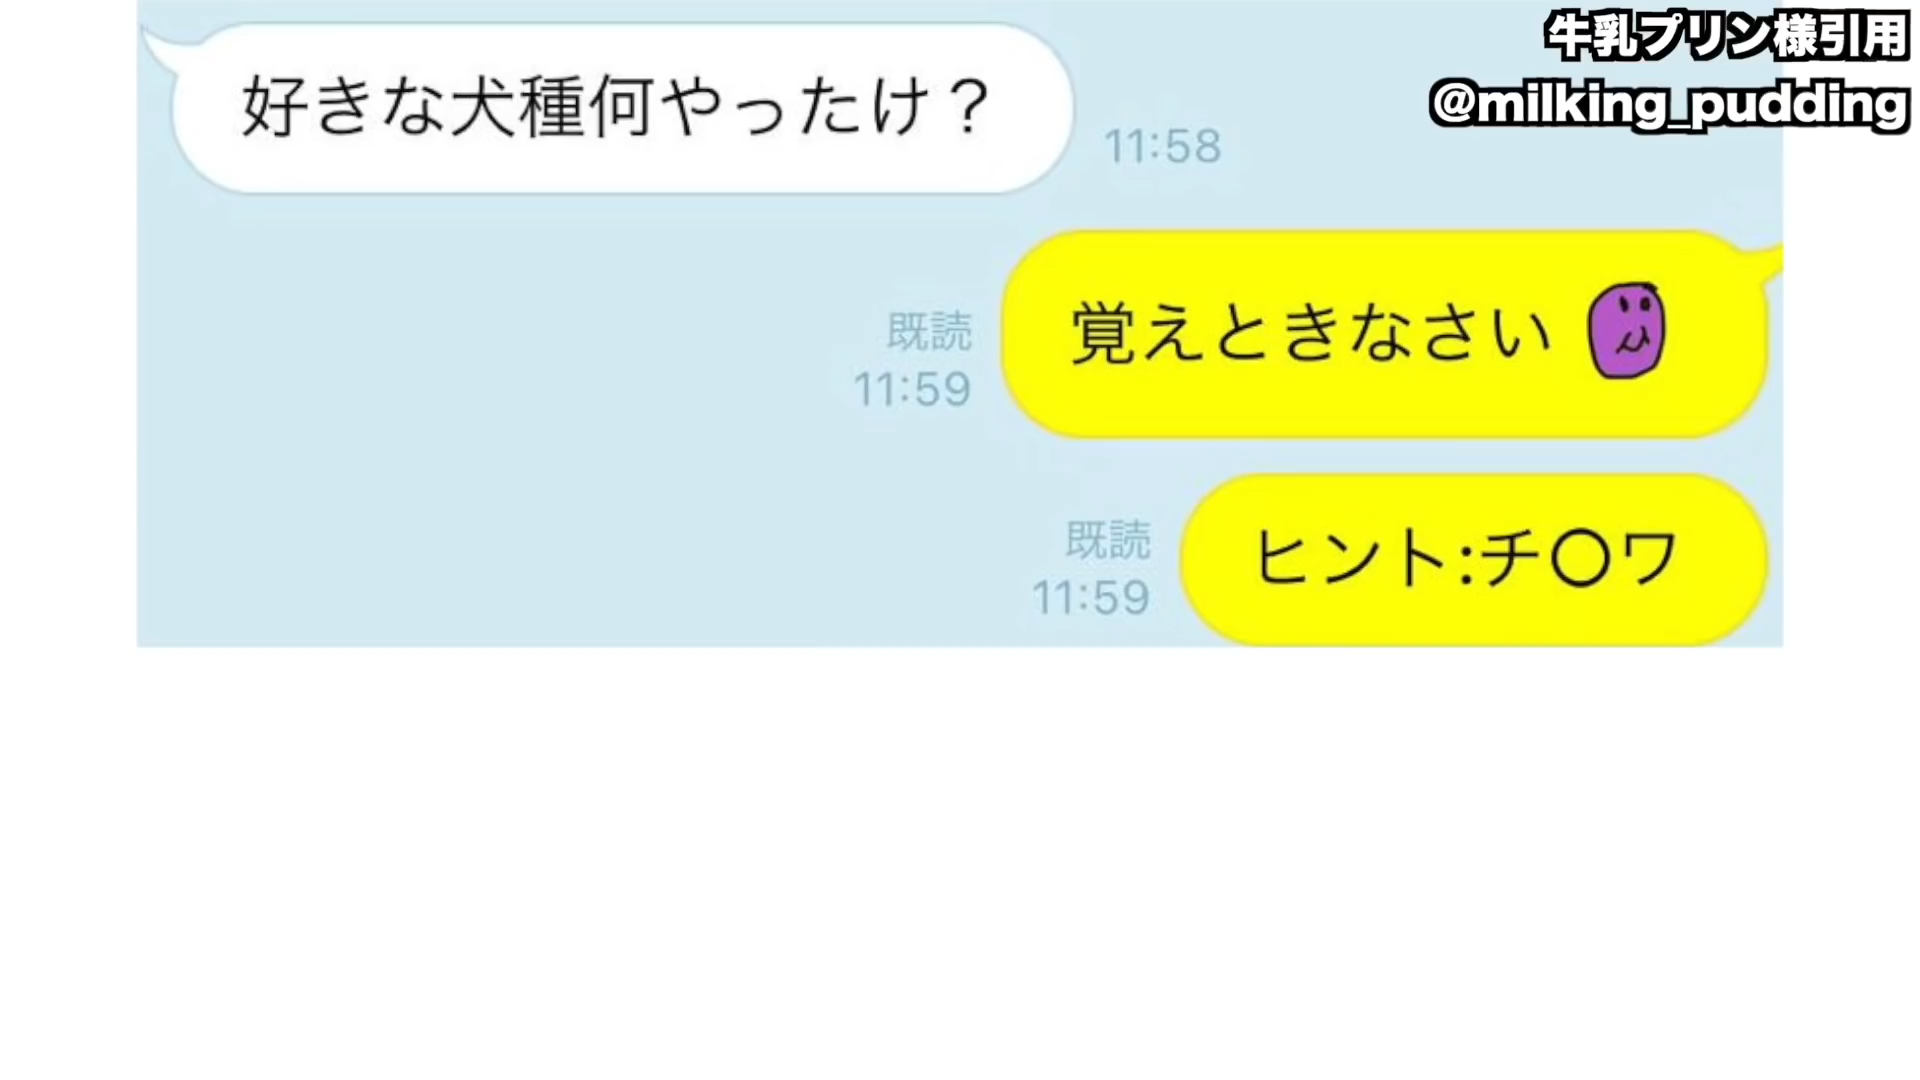 牛乳プリン様引用
@milking_pudding
好きな犬種何やったけ？
11:58
覚えときなさい
既読
11:59
ヒント:チ〇ワ
既読
11:59